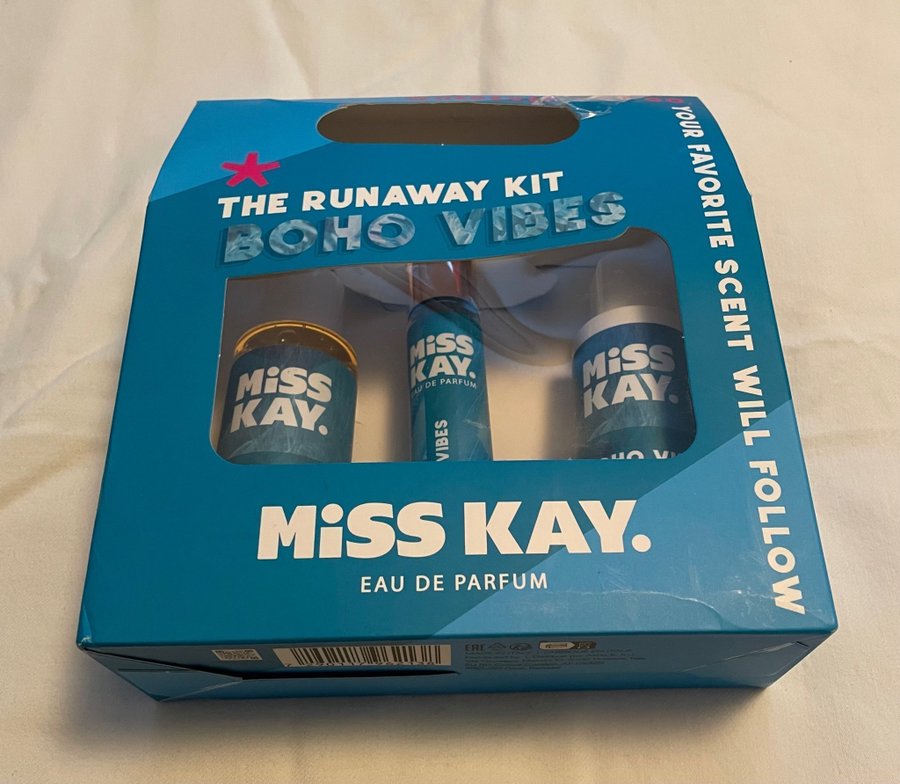 THE RUNAWAY KIT
BOHO VIBES
YOUR FAVORITE SCENT WILL FOLLOW
MiSS
KAY.
MiSS
KAY.
EAU DE PARFUM
VIBES
MiSS
KAY.
MiSS KAY.
EAU DE PARFUM
EAC